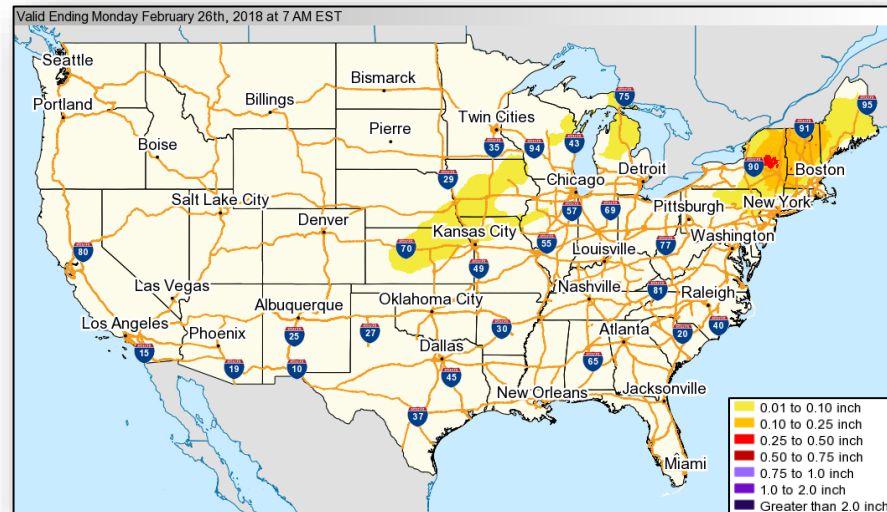 Valid Ending Monday February 26th, 2018 at 7 AM EST
Seattle
Portland
Billings
Bismarck
Pierre
Twin Cities
Boise
Salt Lake City
Denver
Kansas City
Chicago
Detroit
Boston
New York
Pittsburgh
Washington
Louisville
Las Vegas
Los Angeles
Phoenix
Albuquerque
Oklahoma City
Nashville
Raleigh
Atlanta
Dallas
New Orleans
Jacksonville
Miami
75
95
91
90
43
94
35
29
57
69
80
70
55
77
49
81
25
27
30
40
20
65
15
19
10
45
37
0.01 to 0.10 inch
0.10 to 0.25 inch
0.25 to 0.50 inch
0.50 to 0.75 inch
0.75 to 1.0 inch
1.0 to 2.0 inch
Greater than 2.0 inch